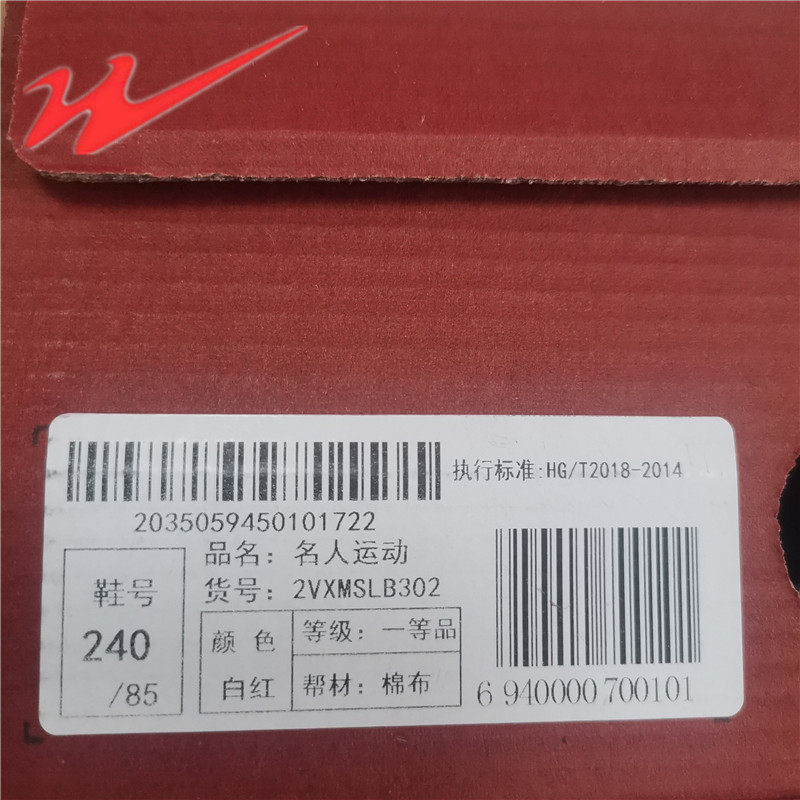 执行标准:HG/T2018-2014
2035059450101722
品名：名人运动
货号：2VXMSLB302
鞋号
240
/85
颜色
白红
等级：一等品
帮材：棉布
6 940000 700101